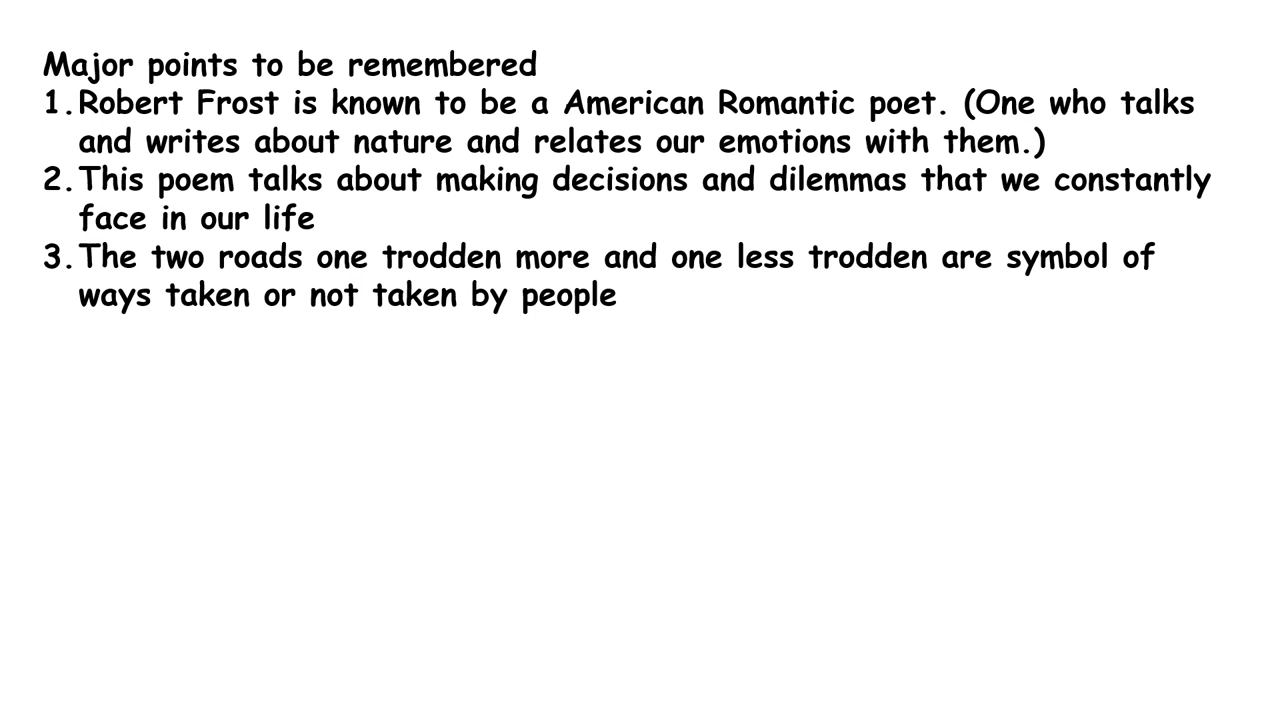 Major points to be remembered
1. Robert Frost is known to be a American Romantic poet. (One who talks
and writes about nature and relates our emotions with them.)
2. This poem talks about making decisions and dilemmas that we constantly
face in our life
3. The two roads one trodden more and one less trodden are symbol of
ways taken or not taken by people